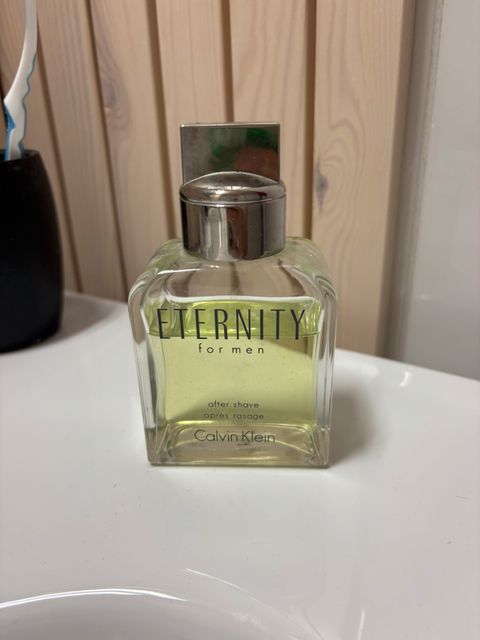 ETERNITY
for men
after shave
après rasage
Calvin Klein